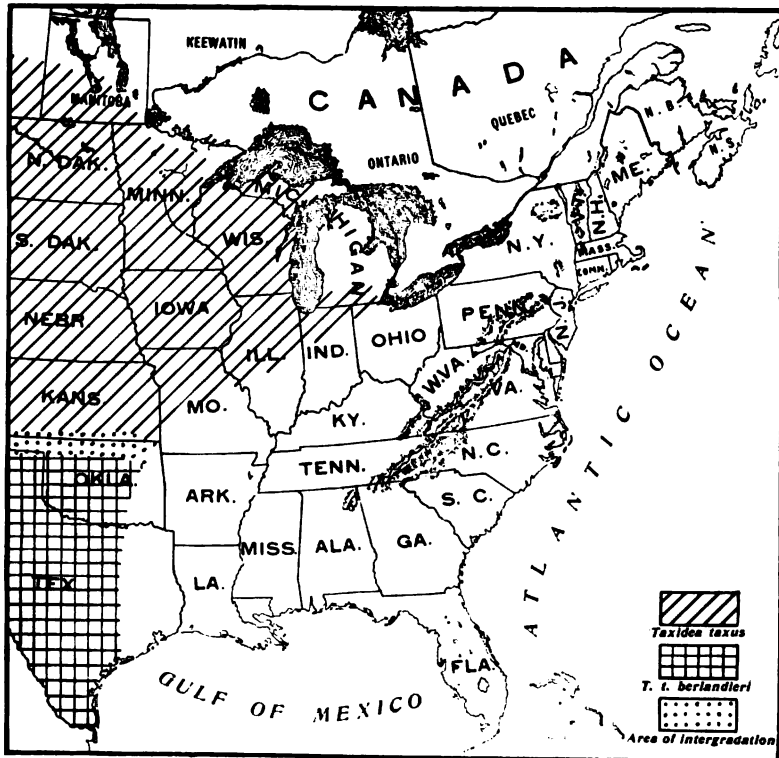 KEEWATIN
MANITOBA
CANADA
QUEBEC
ONTARIO
N. B.
N. S.
ME.
N. DAK.
MINN.
MICHIGAN
N.H.
WIS.
S. DAK.
N.Y.
MASS.
CONN.
IOWA
NEBR
PENN.
N.J.
ILL.
IND.
OHIO
W.VA.
VA.
KANS.
MO.
KY.
TENN.
N.C.
OKLA.
ARK.
S. C.
MISS.
ALA.
GA.
TEX.
LA.
FLA.
ATLANTIC OCEAN
GULF OF MEXICO
Taxidea taxus
T. t. berlandieri
Area of intergradation